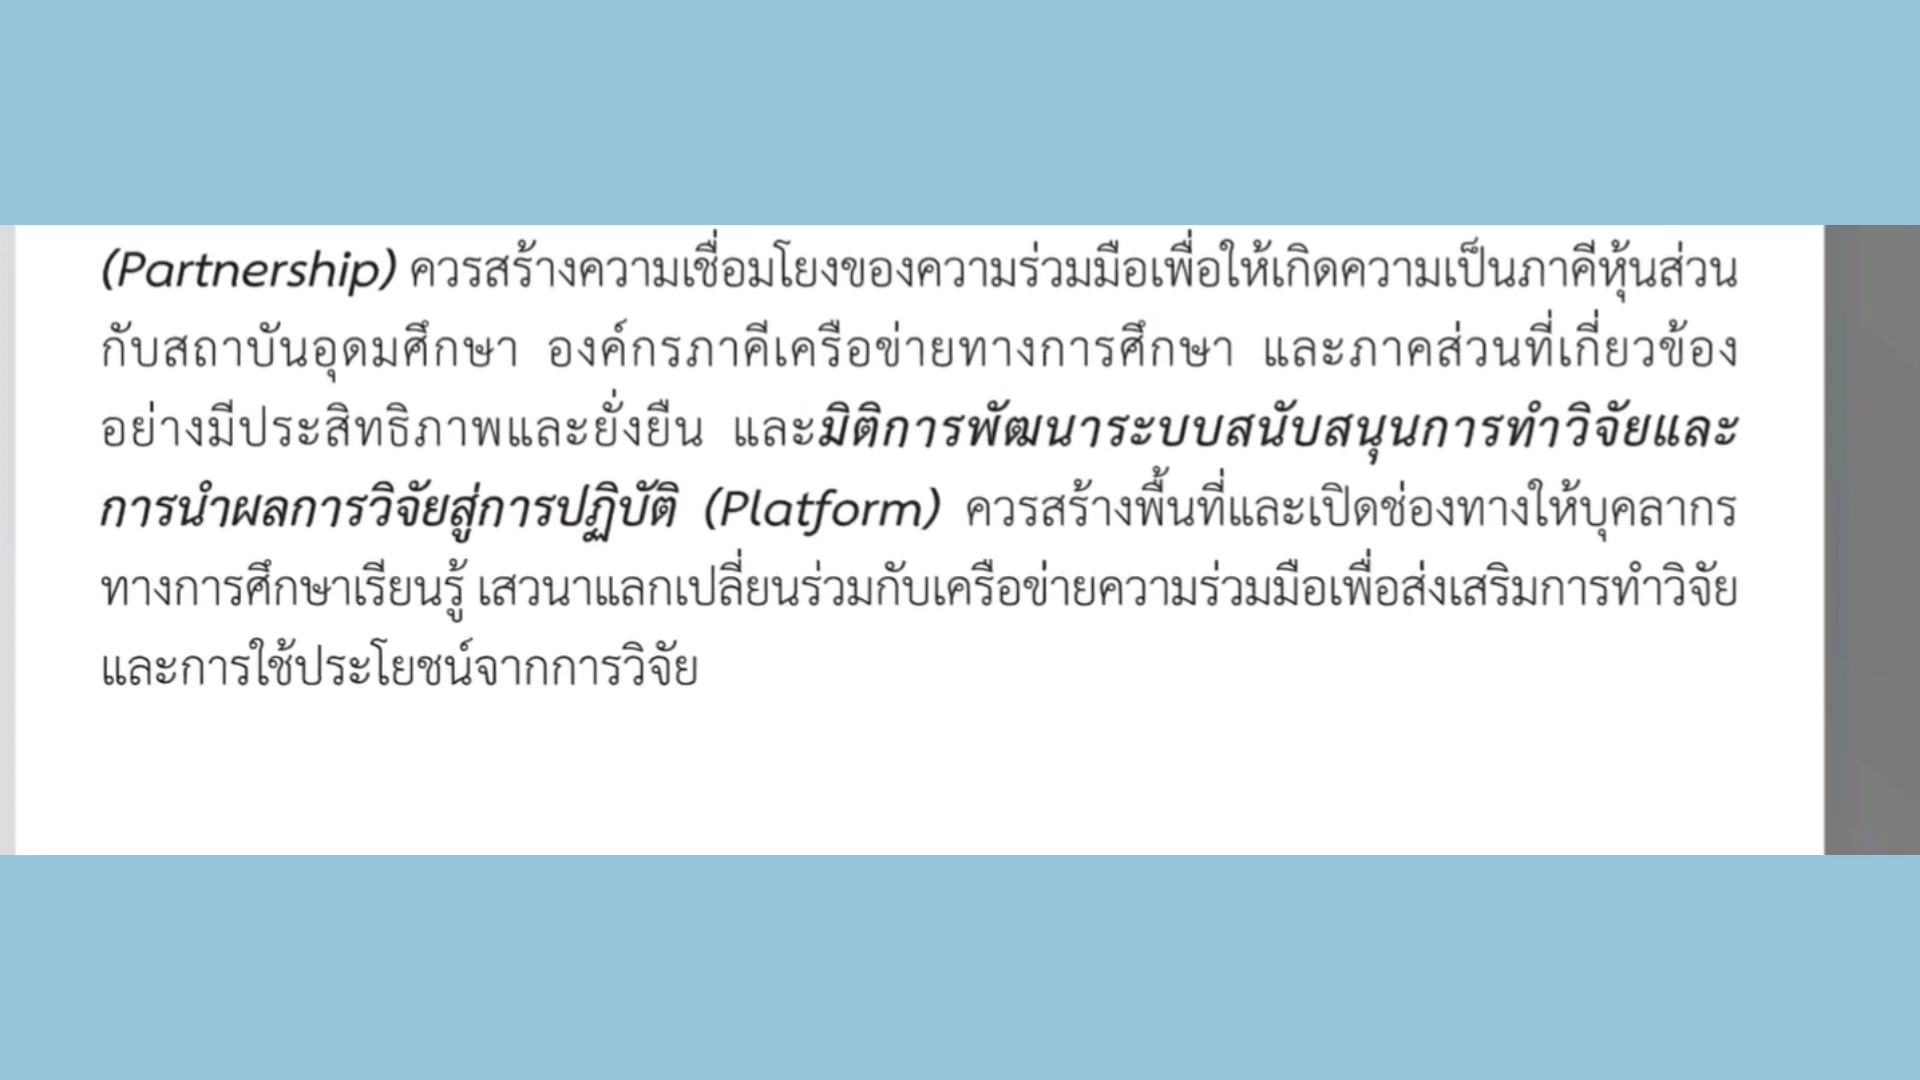 (Partnership) ควรสร้างความเชื่อมโยงของความร่วมมือเพื่อให้เกิดความเป็นภาคีหุ้นส่วน
กับสถาบันอุดมศึกษา องค์กรภาคีเครือข่ายทางการศึกษา และภาคส่วนที่เกี่ยวข้อง
อย่างมีประสิทธิภาพและยั่งยืน และมิติการพัฒนาระบบสนับสนุนการทำวิจัยและ
การนำผลการวิจัยสู่การปฏิบัติ (Platform) ควรสร้างพื้นที่และเปิดช่องทางให้บุคลากร
ทางการศึกษาเรียนรู้ เสวนาแลกเปลี่ยนร่วมกับเครือข่ายความร่วมมือเพื่อส่งเสริมการทำวิจัย
และการใช้ประโยชน์จากการวิจัย